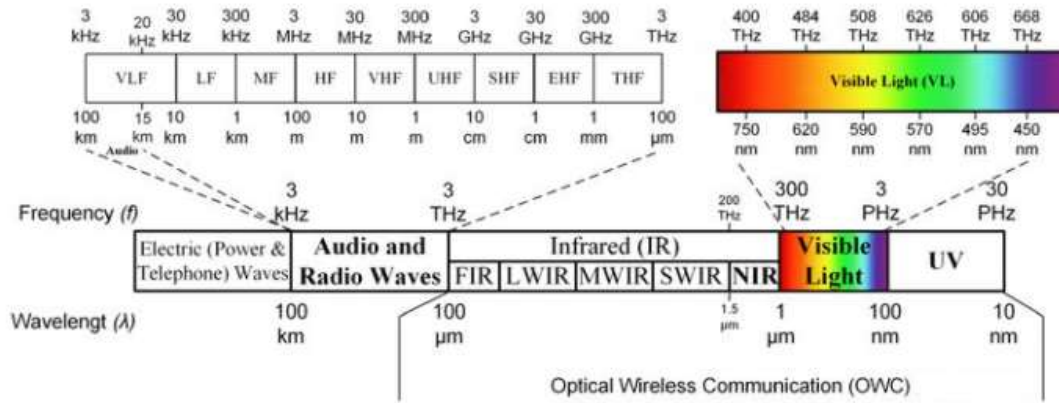 3 kHz 20 kHz 30 kHz 300 kHz 3 MHz 30 MHz 300 MHz 3 GHz 30 GHz 300 GHz 3 THz
VLF LF MF HF VHF UHF SHF EHF THF
100 km 15 km 10 km 1 km 100 m 10 m 1 m 10 cm 1 cm 1 mm 100 µm
Audio
400 THz 484 THz 508 THz 626 THz 606 THz 668 THz
Visible Light (VL)
750 nm 620 nm 590 nm 570 nm 495 nm 450 nm
Frequency (f)
3 kHz 3 THz 200 THz 300 THz 3 PHz 30 PHz
Electric (Power &
Telephone) Waves
Audio and
Radio Waves
Infrared (IR)
FIR LWIR MWIR SWIR NIR
Visible
Light
UV
Wavelengt (λ)
100 km 100 µm 1.5 µm 1 µm 100 nm 10 nm
Optical Wireless Communication (OWC)